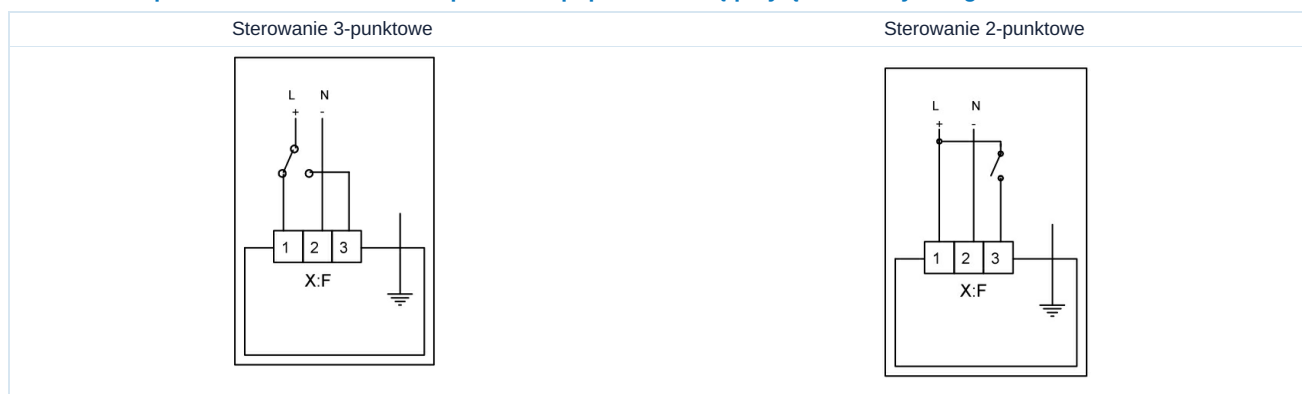 Sterowanie 3-punktowe
Sterowanie 2-punktowe
L N
+ -
1 2 3
X:F
L N
+ -
1 2 3
X:F